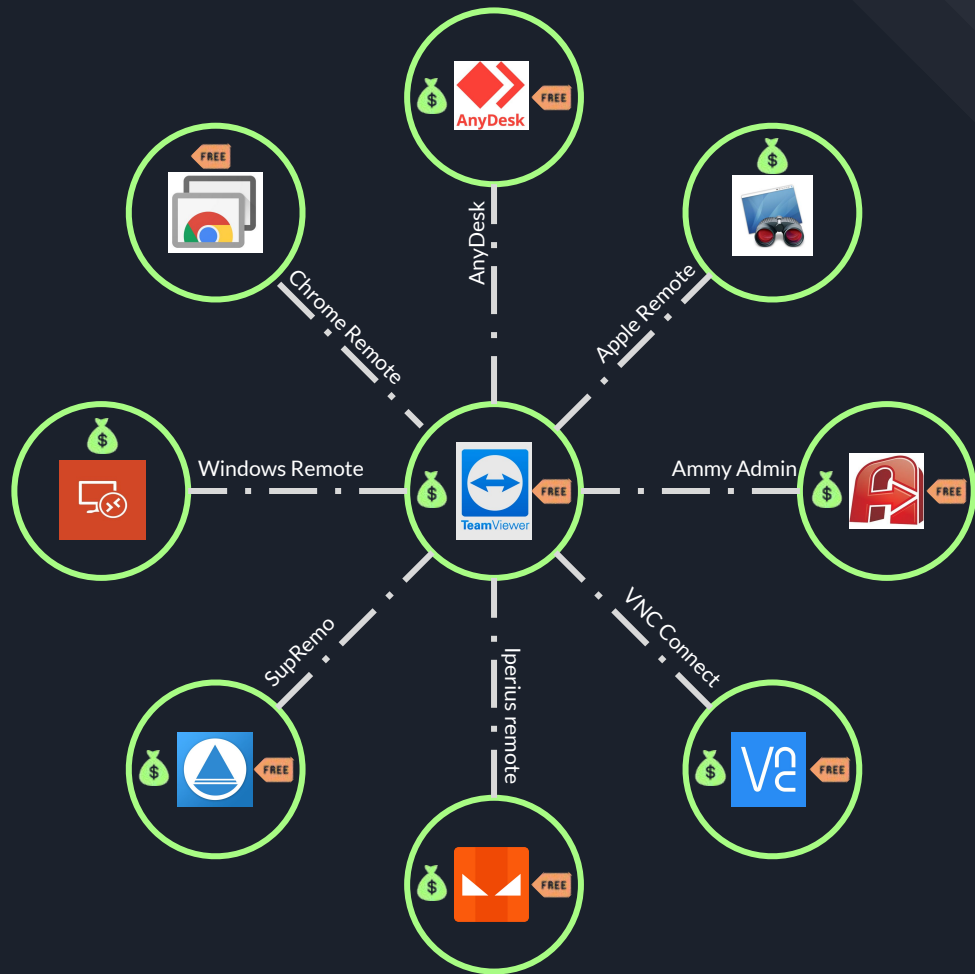 $
AnyDesk
FREE
FREE
$
AnyDesk
Chrome Remote
Apple Remote
$
Windows Remote
$
TeamViewer
FREE
Ammy Admin
$
FREE
SupRemo
Iperius remote
VNC Connect
$
FREE
$
VNC
FREE
$
FREE